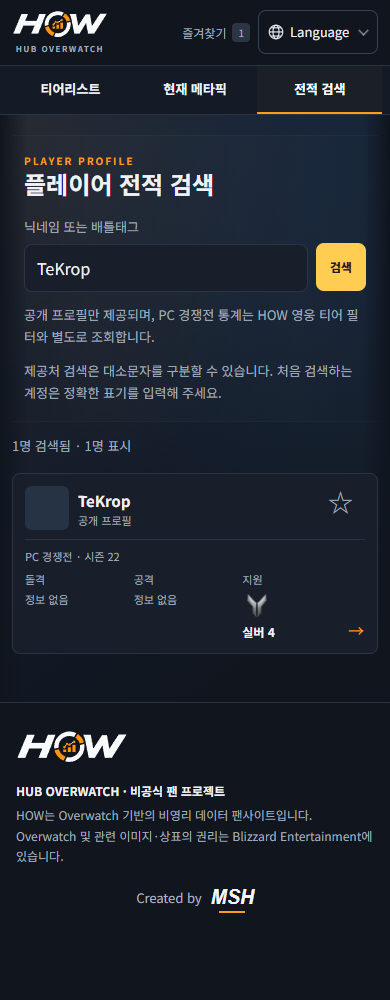 HOW
HUB OVERWATCH
즐겨찾기 1
Language
티어리스트
현재 메타픽
전적 검색
PLAYER PROFILE
플레이어 전적 검색
닉네임 또는 배틀태그
TeKrop
검색
공개 프로필만 제공되며, PC 경쟁전 통계는 HOW 영웅 티어 필
터와 별도로 조회합니다.
제공처 검색은 대소문자를 구분할 수 있습니다. 처음 검색하는
계정은 정확한 표기를 입력해 주세요.
1명 검색됨 · 1명 표시
TeKrop
공개 프로필
PC 경쟁전 · 시즌 22
돌격
공격
지원
정보 없음
정보 없음
실버 4
HOW
HUB OVERWATCH · 비공식 팬 프로젝트
HOW는 Overwatch 기반의 비영리 데이터 팬사이트입니다.
Overwatch 및 관련 이미지·상표의 권리는 Blizzard Entertainment에
있습니다.
Created by MSH